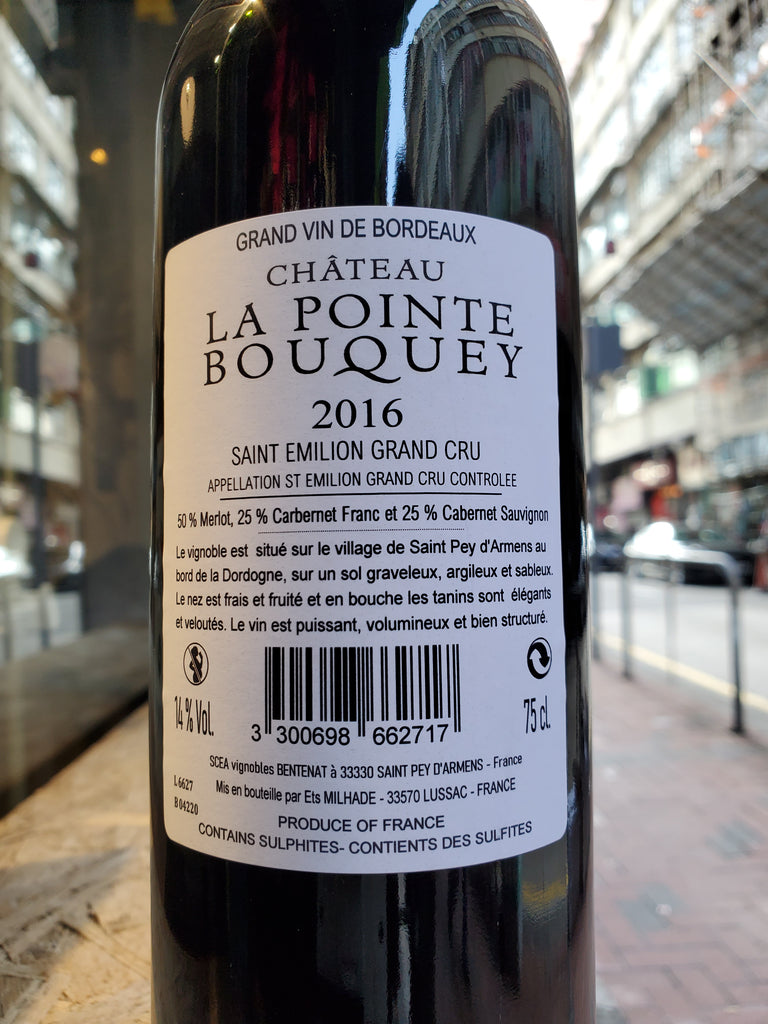 GRAND VIN DE BORDEAUX
CHÂTEAU
LA POINTE
BOUQUEY
2016
SAINT EMILION GRAND CRU
APPELLATION ST EMILION GRAND CRU CONTROLEE
50 % Merlot, 25 % Carbernet Franc et 25 % Cabernet Sauvignon
Le vignoble est situé sur le village de Saint Pey d'Armens au
bord de la Dordogne, sur un sol graveleux, argileux et sableux.
Le nez est frais et fruité et en bouche les tanins sont élégants
et veloutés. Le vin est puissant, volumineux et bien structuré.
14 % Vol.
3 300698 662717
75 cl.
SCEA vignobles BENTENAT à 33330 SAINT PEY D'ARMENS - France
Mis en bouteille par Ets MILHADE - 33570 LUSSAC - FRANCE
L 6627
B 04220
PRODUCE OF FRANCE
CONTAINS SULPHITES- CONTIENTS DES SULFITES